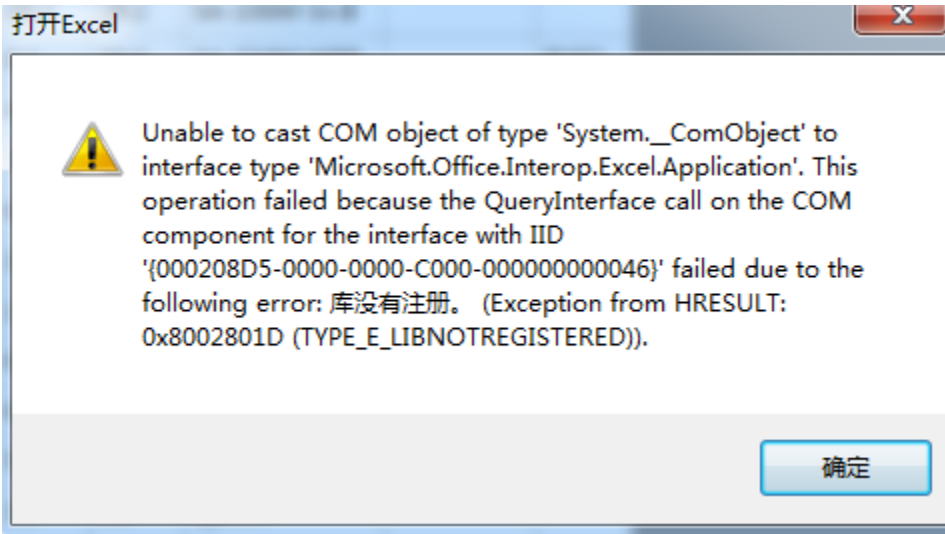 打开Excel
Unable to cast COM object of type 'System.__ComObject' to
interface type 'Microsoft.Office.Interop.Excel.Application'. This
operation failed because the QueryInterface call on the COM
component for the interface with IID
'{000208D5-0000-0000-C000-000000000046}' failed due to the
following error: 库没有注册。 (Exception from HRESULT:
0x8002801D (TYPE_E_LIBNOTREGISTERED)).
确定